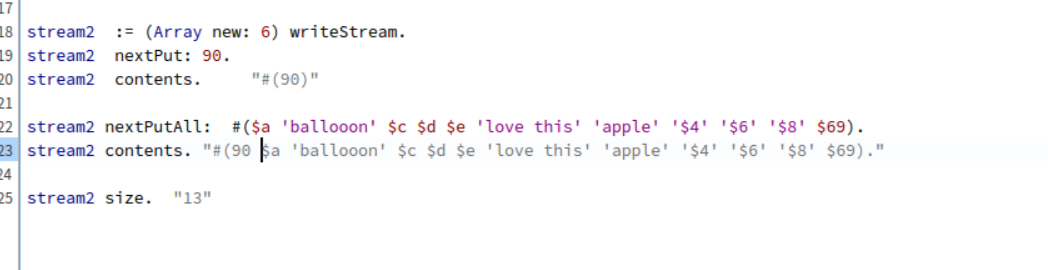 17
18 stream2  := (Array new: 6) writeStream.
19 stream2  nextPut: 90.
20 stream2  contents.     "#(90)"
21
22 stream2 nextPutAll:  #($a 'ballooon' $c $d $e 'love this' 'apple' '$4' '$6' '$8' $69).
23 stream2 contents. "#(90 $a 'ballooon' $c $d $e 'love this' 'apple' '$4' '$6' '$8' $69)."
24
25 stream2 size.  "13"